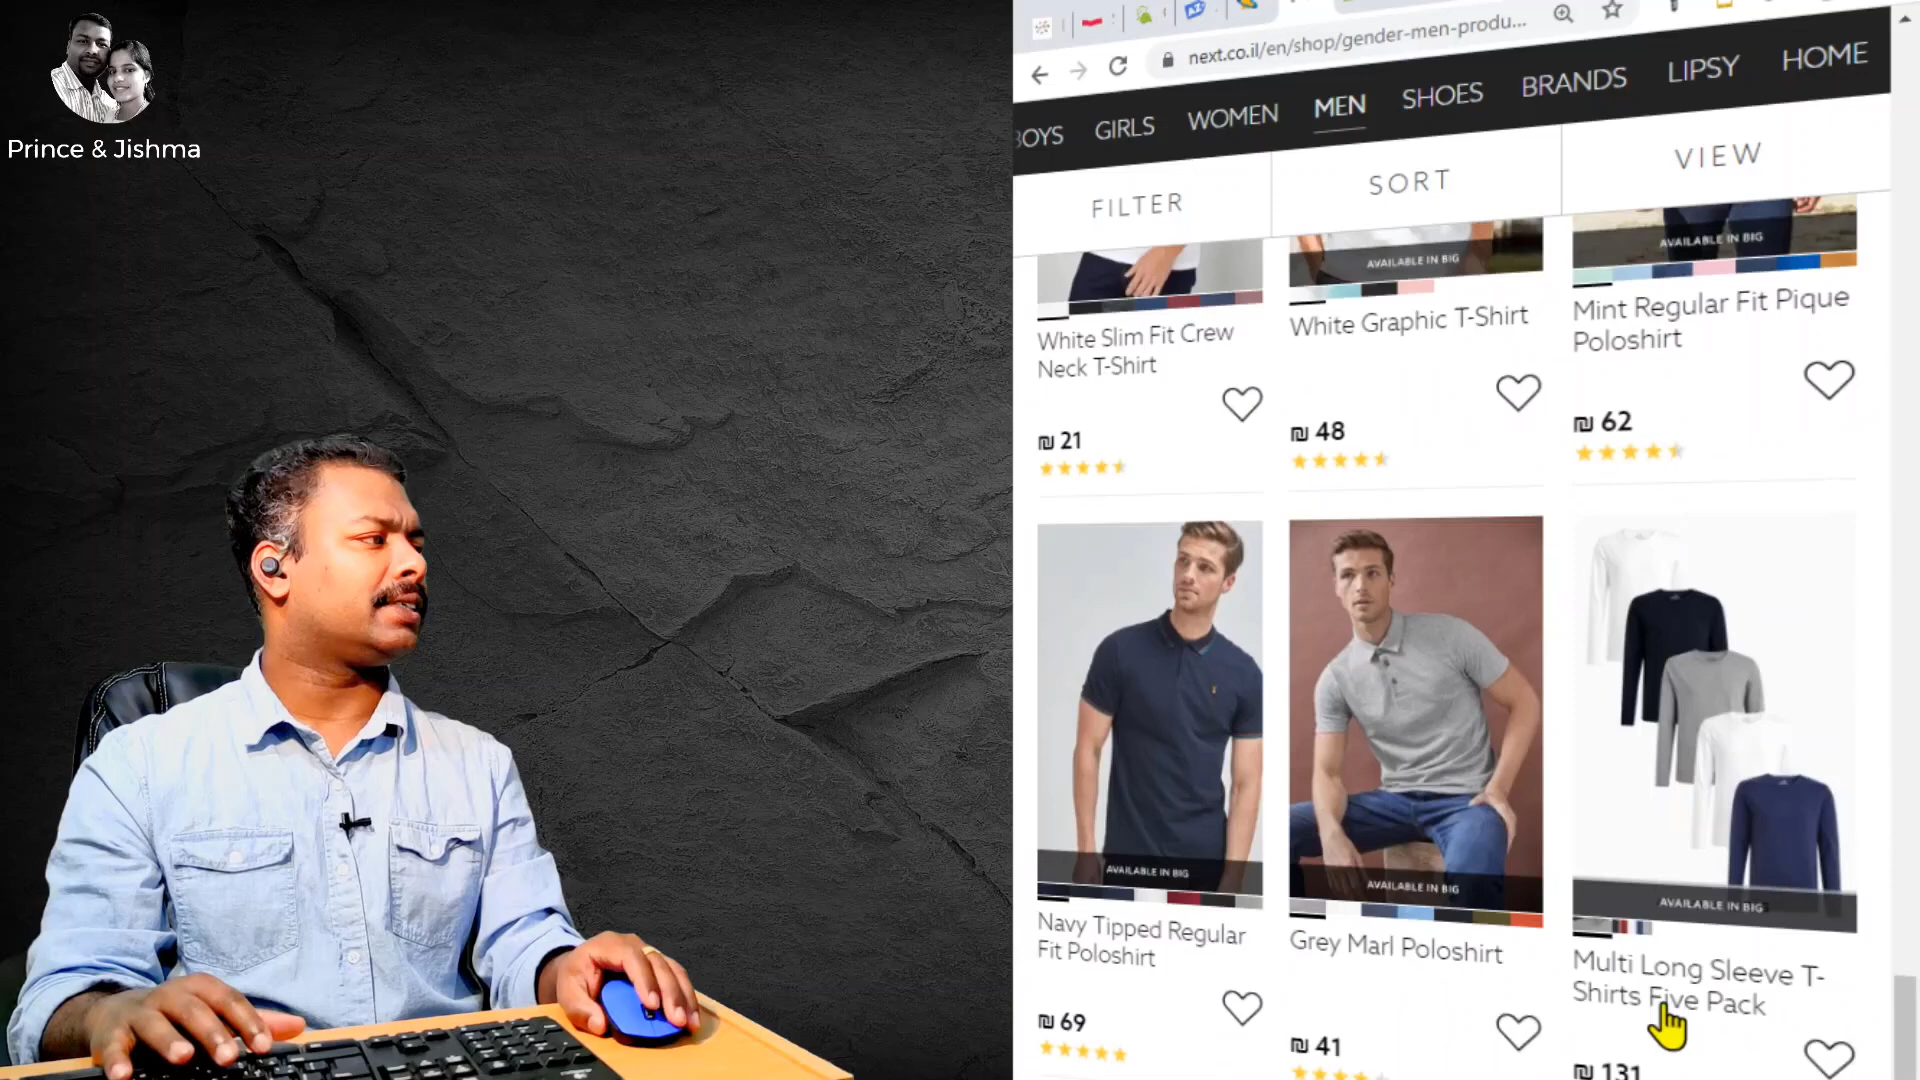 Prince & Jishma
next.co.il/en/shop/gender-men-produ...
BOYS GIRLS WOMEN MEN SHOES BRANDS LIPSY HOME
FILTER SORT VIEW
AVAILABLE IN BIG
AVAILABLE IN BIG
White Slim Fit Crew
Neck T-Shirt
₪ 21
White Graphic T-Shirt
₪ 48
Mint Regular Fit Pique
Poloshirt
₪ 62
AVAILABLE IN BIG
Navy Tipped Regular
Fit Poloshirt
₪ 69
AVAILABLE IN BIG
Grey Marl Poloshirt
₪ 41
AVAILABLE IN BIG
Multi Long Sleeve T-
Shirts Five Pack
₪ 131